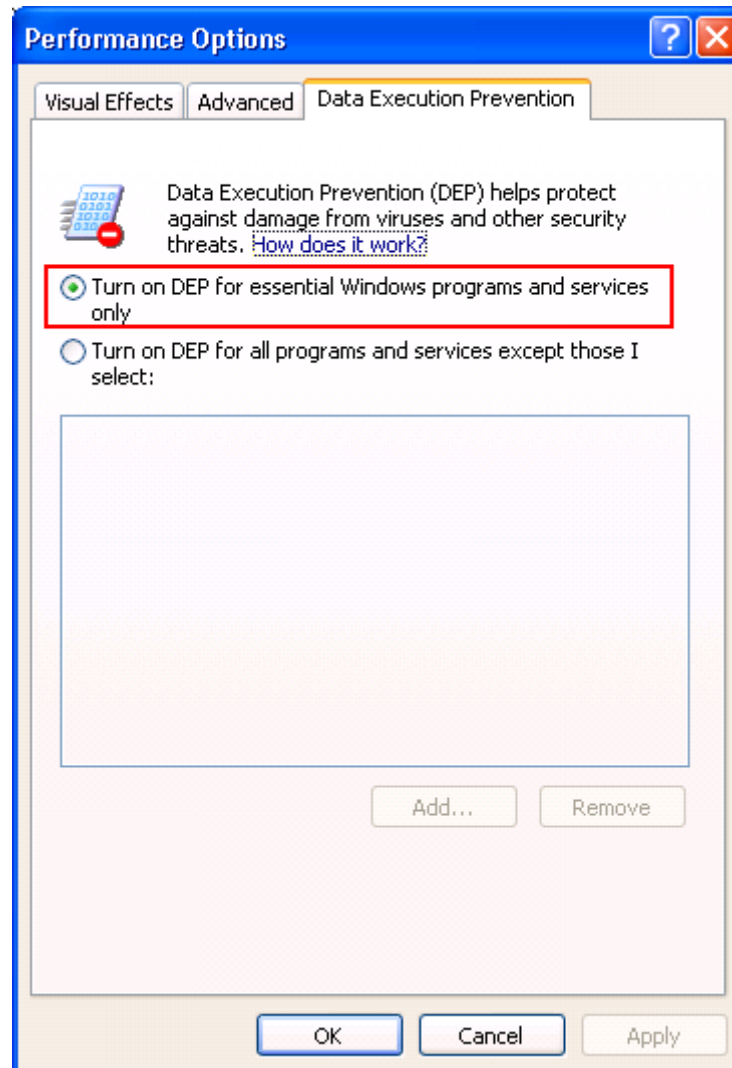 Performance Options
?
Visual Effects
Advanced
Data Execution Prevention
Data Execution Prevention (DEP) helps protect
against damage from viruses and other security
threats. How does it work?
Turn on DEP for essential Windows programs and services
only
Turn on DEP for all programs and services except those I
select:
Add...
Remove
OK
Cancel
Apply